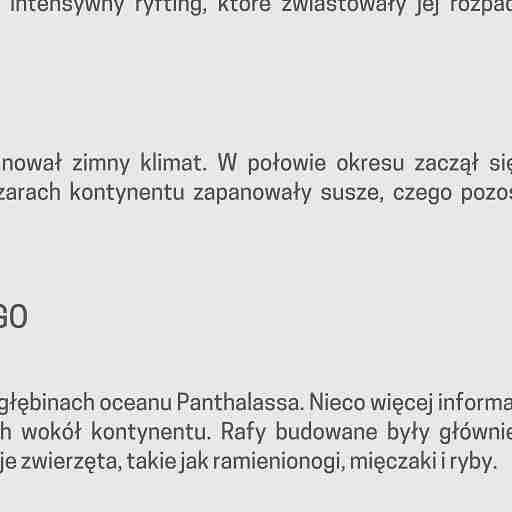 intensywny ryfting, które zwiastowały jej rozpad
nował zimny klimat. W połowie okresu zaczął się
zarach kontynentu zapanowały susze, czego pozos
GO
głębinach oceanu Panthalassa. Nieco więcej informa
h wokół kontynentu. Rafy budowane były głównie
je zwierzęta, takie jak ramienionogi, mięczaki i ryby.